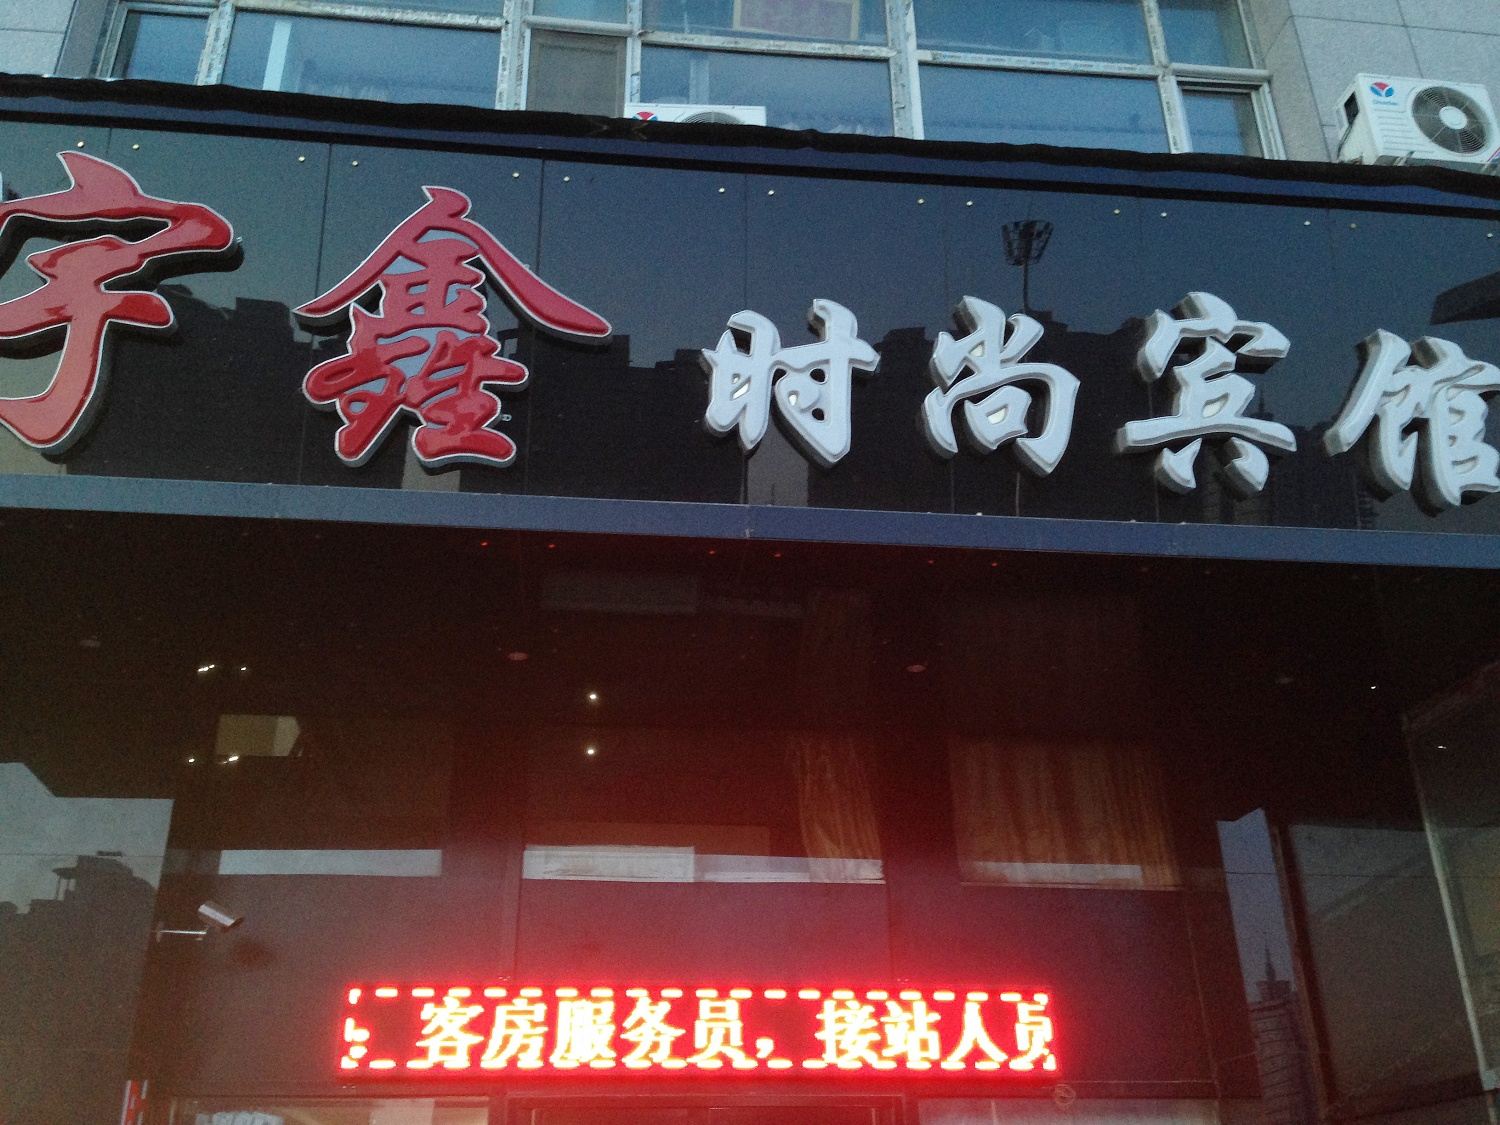 宇鑫 时尚宾馆
客房服务员，接站人员